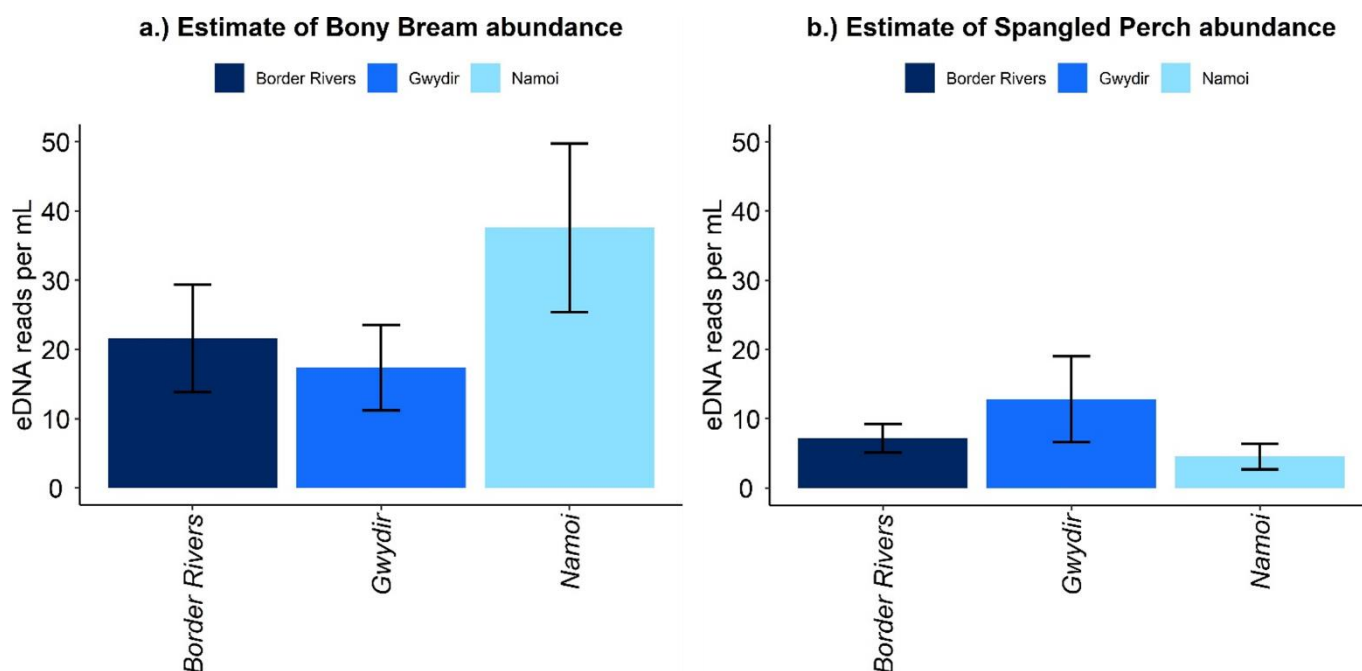 a.) Estimate of Bony Bream abundance
Border Rivers Gwydir Namoi
eDNA reads per mL
50
40
30
20
10
0
Border Rivers
Gwydir
Namoi
b.) Estimate of Spangled Perch abundance
Border Rivers Gwydir Namoi
eDNA reads per mL
50
40
30
20
10
0
Border Rivers
Gwydir
Namoi